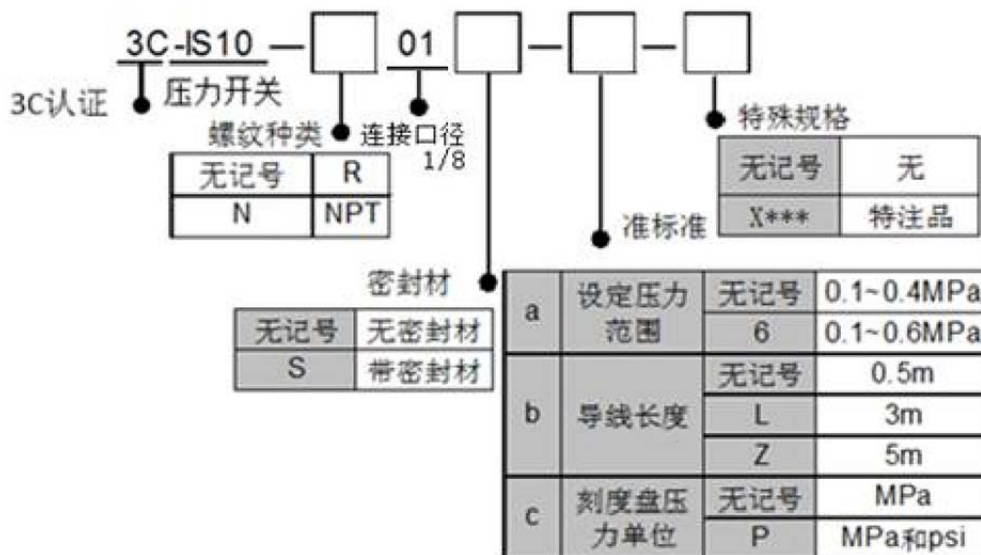 3C-IS10 — 01 — —
3C认证
压力开关
螺纹种类
连接口径
1/8
无记号 R
N NPT
特殊规格
无记号 无
X*** 特注品
准标准
密封材
无记号 无密封材
S 带密封材
a 设定压力范围 无记号 0.1~0.4MPa
6 0.1~0.6MPa
b 导线长度 无记号 0.5m
L 3m
Z 5m
c 刻度盘压力单位 无记号 MPa
P MPa和psi